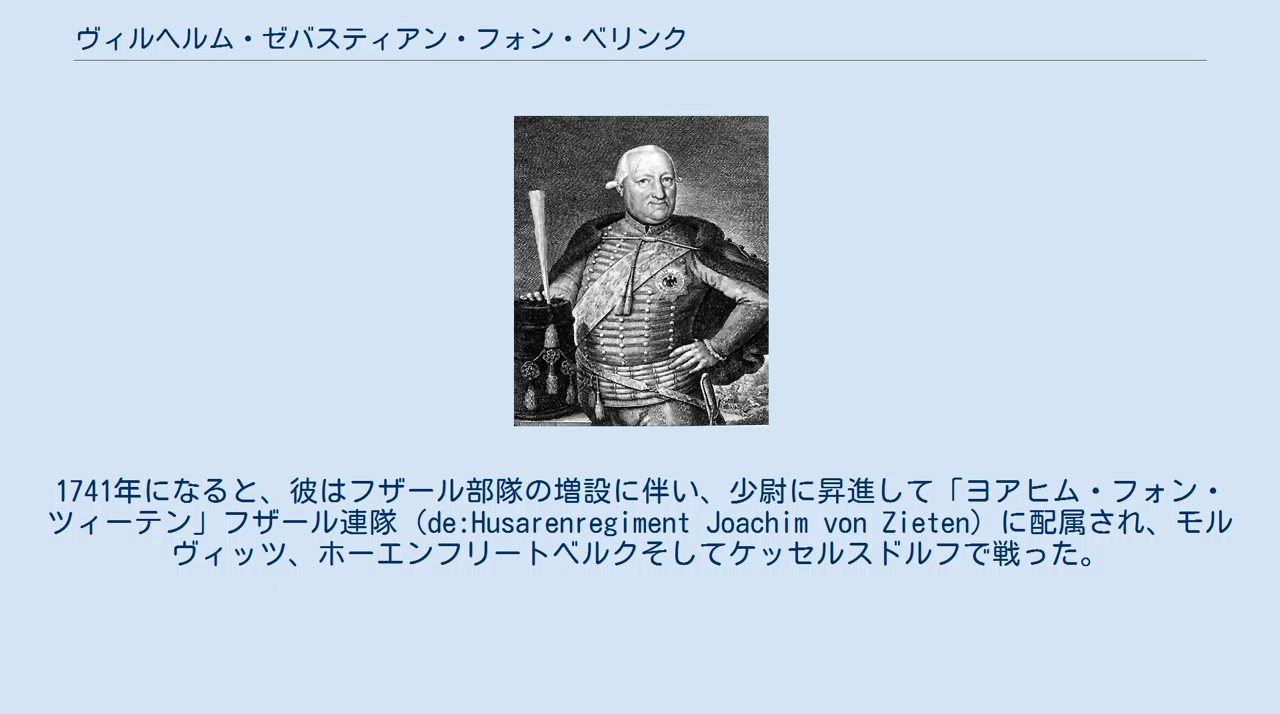 ヴィルヘルム・ゼバスティアン・フォン・ベリンク
1741年になると、彼はフザール部隊の増設に伴い、少尉に昇進して「ヨアヒム・フォン・
ツィーテン」フザール連隊（de:Husarenregiment Joachim von Zieten）に配属され、モル
ヴィッツ、ホーエンフリートベルクそしてケッセルスドルフで戦った。